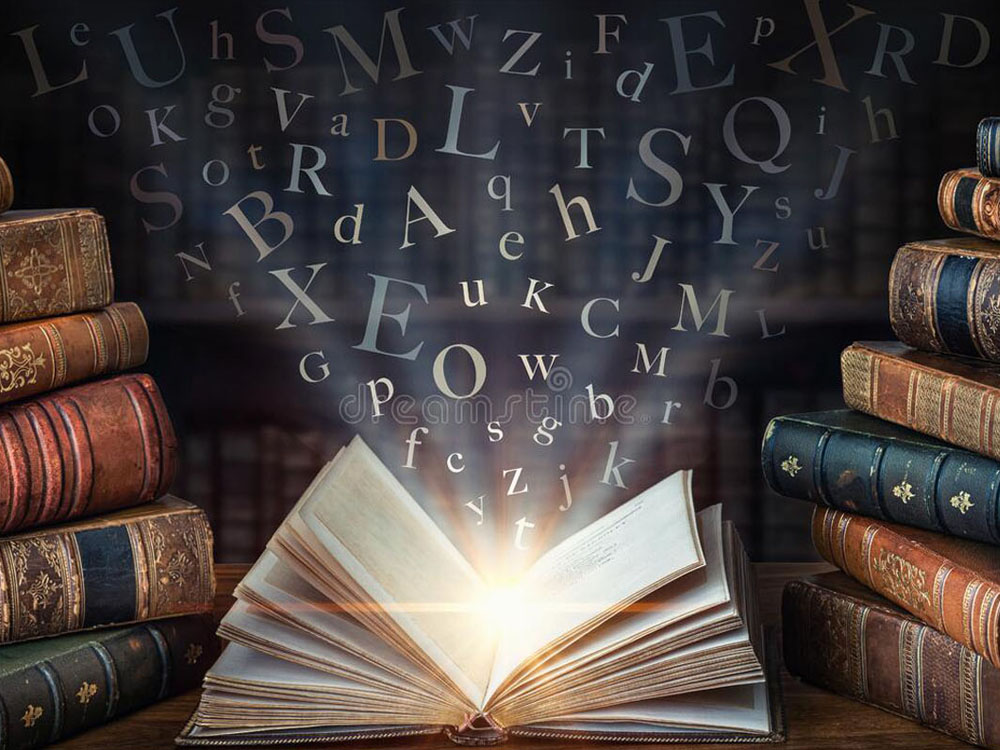 L e U h S M w Z i F d E p X R D
o K g V a D L v T S Q i h J
S o t R B d A q h Y s u
N f X E e u K J Z
C M L
G p O w M b r b
f c s g k
z j
y t
dreamstime